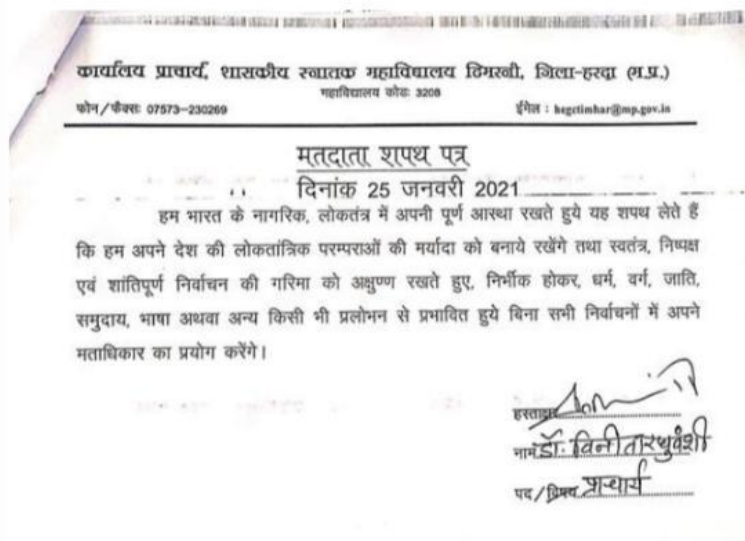 कार्यालय प्राचार्य, शासकीय स्नातक महाविद्यालय टिमरनी, जिला-हरदा (म.प्र.)
महाविद्यालय कोडः 3208
फोन/फैक्सः 07573-230269 ईमेल : hegctimhar@mp.gov.in
मतदाता शपथ पत्र
दिनांक 25 जनवरी 2021
हम भारत के नागरिक, लोकतंत्र में अपनी पूर्ण आस्था रखते हुये यह शपथ लेते हैं
कि हम अपने देश की लोकतांत्रिक परम्पराओं की मर्यादा को बनाये रखेंगे तथा स्वतंत्र, निष्पक्ष
एवं शांतिपूर्ण निर्वाचन की गरिमा को अक्षुण्ण रखते हुए, निर्भीक होकर, धर्म, वर्ग, जाति,
समुदाय, भाषा अथवा अन्य किसी भी प्रलोभन से प्रभावित हुये बिना सभी निर्वाचनों में अपने
मताधिकार का प्रयोग करेंगे।
हस्ताक्षर
नाम डॉ. विनीता रघुवंशी
पद/विषय प्राचार्य